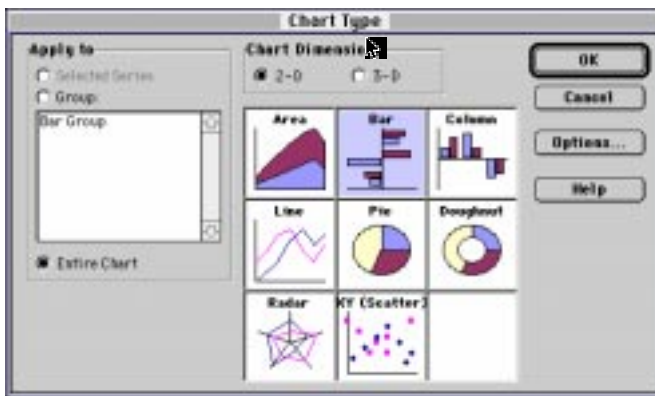 Chart Type
Apply to
Selected Series
Group:
Bar Group
Entire Chart
Chart Dimension
2-D
3-D
Area
Bar
Column
Line
Pie
Doughnut
Radar
XY (Scatter)
OK
Cancel
Options...
Help